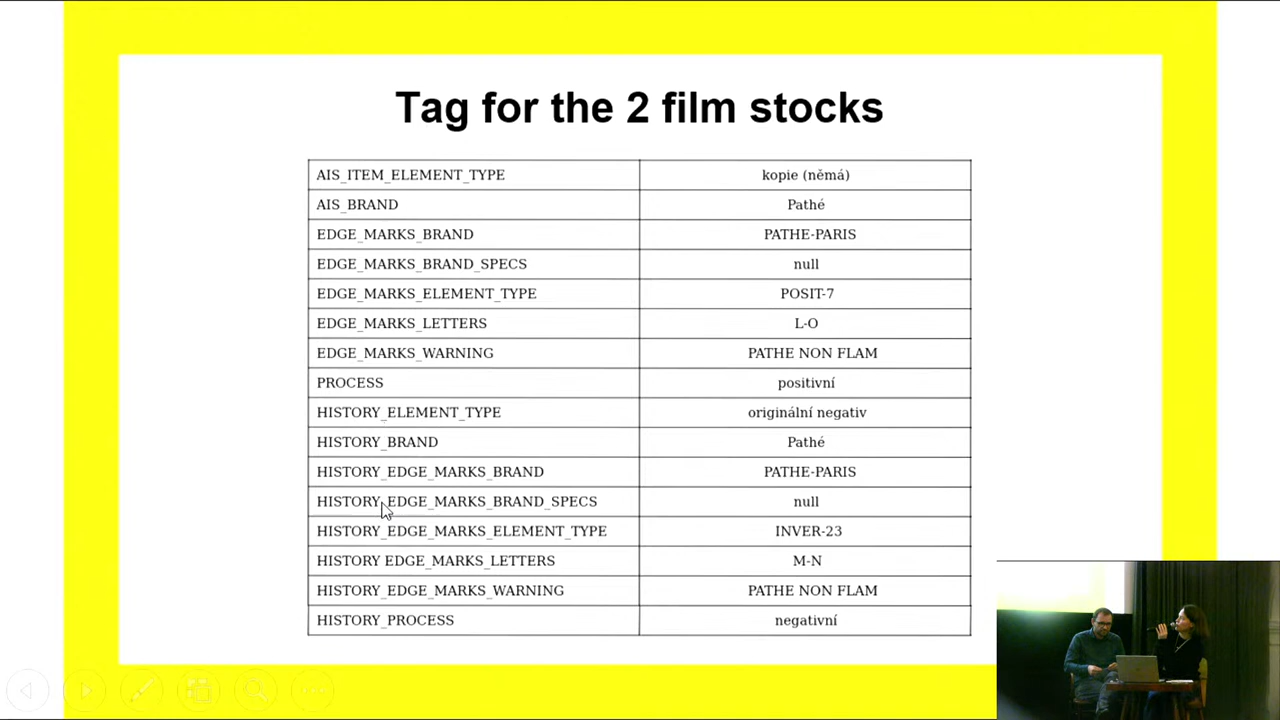 Tag for the 2 film stocks
AIS_ITEM_ELEMENT_TYPE kopie (němá)
AIS_BRAND Pathé
EDGE_MARKS_BRAND PATHE-PARIS
EDGE_MARKS_BRAND_SPECS null
EDGE_MARKS_ELEMENT_TYPE POSIT-7
EDGE_MARKS_LETTERS L-O
EDGE_MARKS_WARNING PATHE NON FLAM
PROCESS positivní
HISTORY_ELEMENT_TYPE originální negativ
HISTORY_BRAND Pathé
HISTORY_EDGE_MARKS_BRAND PATHE-PARIS
HISTORY_EDGE_MARKS_BRAND_SPECS null
HISTORY_EDGE_MARKS_ELEMENT_TYPE INVER-23
HISTORY EDGE_MARKS_LETTERS M-N
HISTORY_EDGE_MARKS_WARNING PATHE NON FLAM
HISTORY_PROCESS negativní